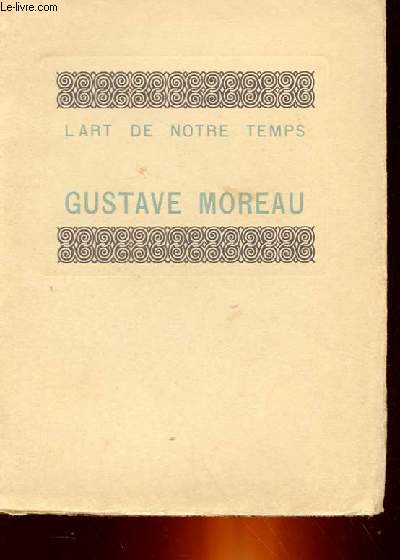 Le-livre.com
L'ART DE NOTRE TEMPS
GUSTAVE MOREAU